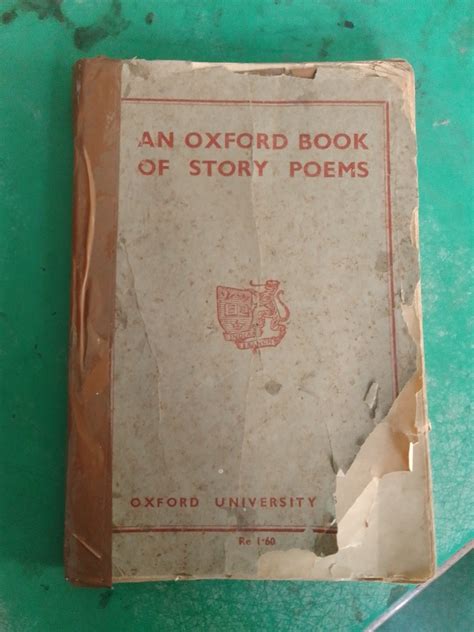 AN OXFORD BOOK
OF STORY POEMS
OXFORD UNIVERSITY
Re 1·60